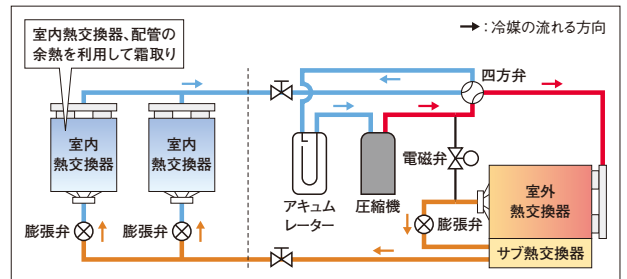 室内熱交換器、配管の
余熱を利用して霜取り
→:冷媒の流れる方向
四方弁
室内
熱交換器
室内
熱交換器
電磁弁
室外
熱交換器
アキュム
レーター
圧縮機
膨張弁
膨張弁
膨張弁
サブ熱交換器